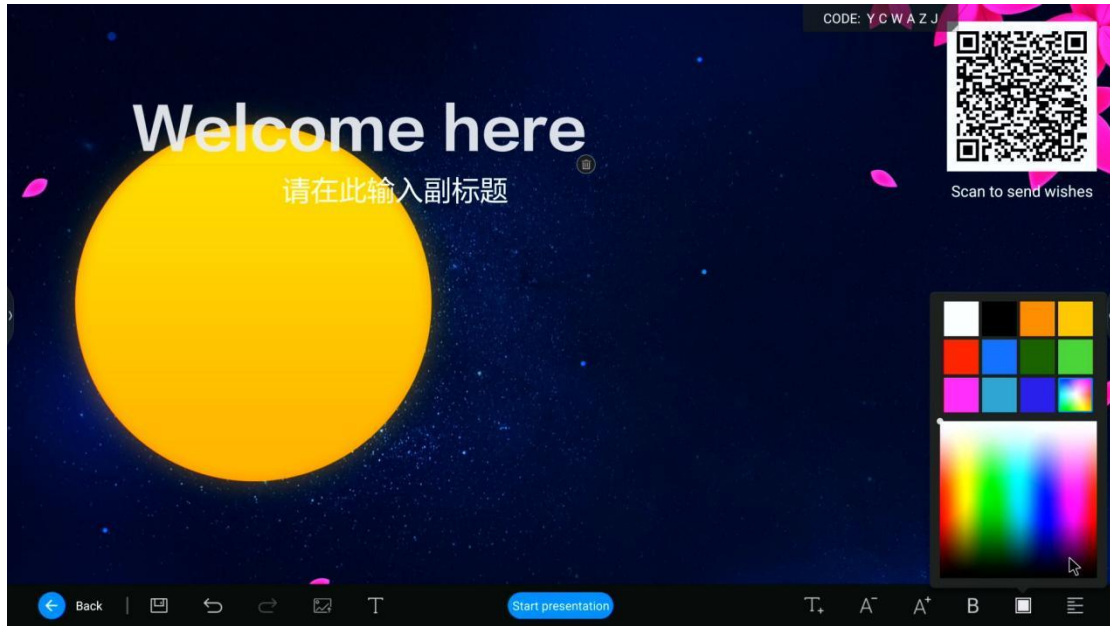 CODE: Y C W A Z J
Welcome here
请在此输入副标题
Scan to send wishes
Back
T
Start presentation
T+
A-
A+
B